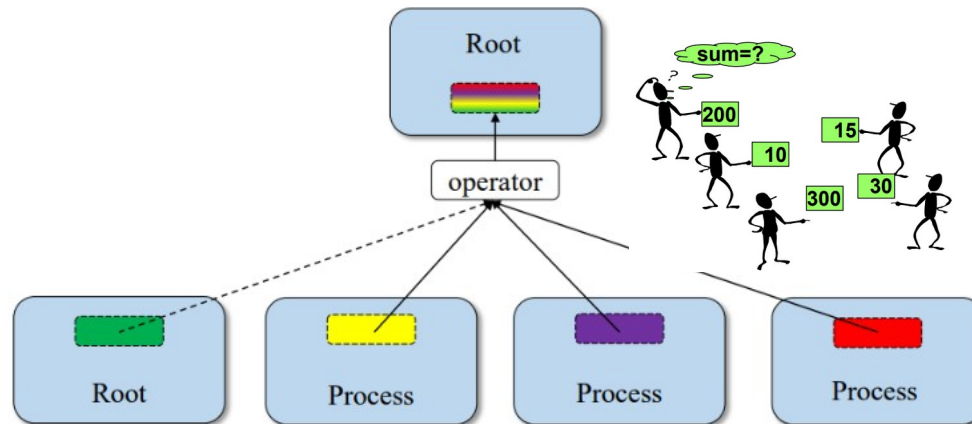 Root
sum=?
?
200
15
10
30
300
operator
Root
Process
Process
Process